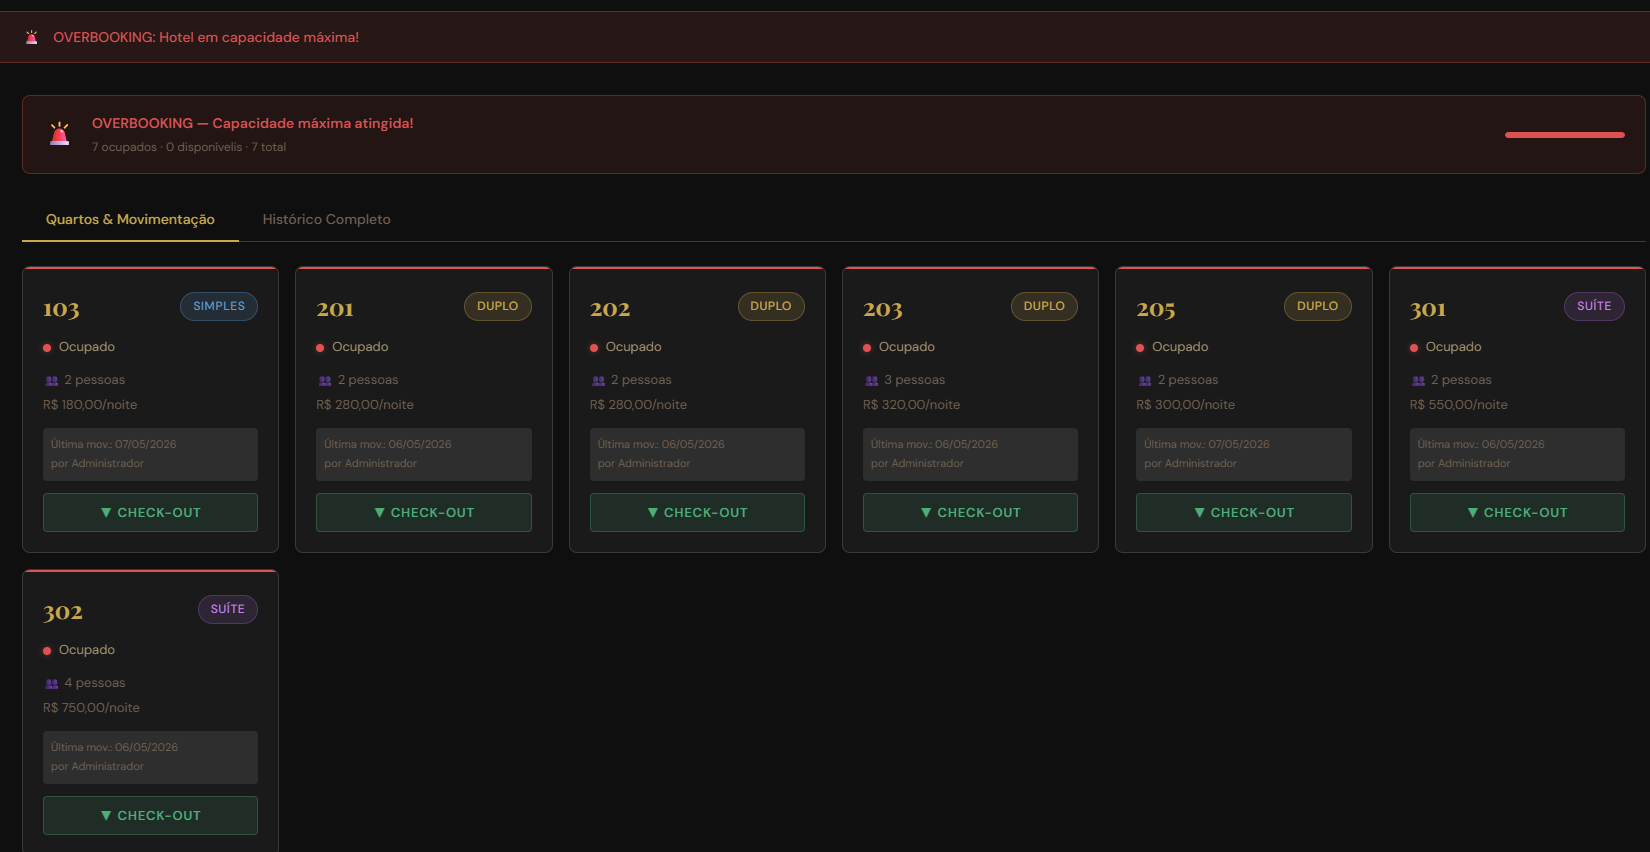 OVERBOOKING: Hotel em capacidade máxima!
OVERBOOKING — Capacidade máxima atingida!
7 ocupados · 0 disponívelis · 7 total
Quartos & Movimentação
Histórico Completo
103
SIMPLES
Ocupado
2 pessoas
R$ 180,00/noite
Última mov.: 07/05/2026
por Administrador
▼ CHECK-OUT
201
DUPLO
Ocupado
2 pessoas
R$ 280,00/noite
Última mov.: 06/05/2026
por Administrador
▼ CHECK-OUT
202
DUPLO
Ocupado
2 pessoas
R$ 280,00/noite
Última mov.: 06/05/2026
por Administrador
▼ CHECK-OUT
203
DUPLO
Ocupado
3 pessoas
R$ 320,00/noite
Última mov.: 06/05/2026
por Administrador
▼ CHECK-OUT
205
DUPLO
Ocupado
2 pessoas
R$ 300,00/noite
Última mov.: 07/05/2026
por Administrador
▼ CHECK-OUT
301
SUÍTE
Ocupado
2 pessoas
R$ 550,00/noite
Última mov.: 06/05/2026
por Administrador
▼ CHECK-OUT
302
SUÍTE
Ocupado
4 pessoas
R$ 750,00/noite
Última mov.: 06/05/2026
por Administrador
▼ CHECK-OUT